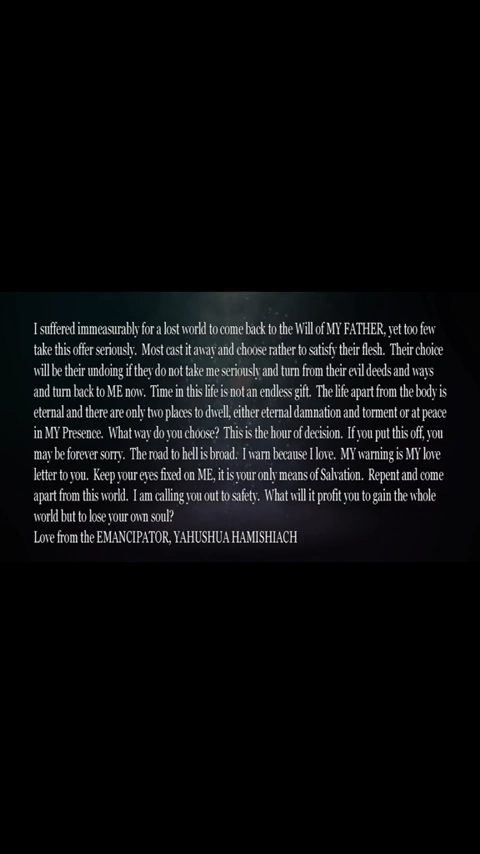 I suffered immeasurably for a lost world to come back to the Will of MY FATHER, yet too few
take this offer seriously. Most cast it away and choose rather to satisfy their flesh. Their choice
will be their undoing if they do not take me seriously and turn from their evil deeds and ways
and turn back to ME now. Time in this life is not an endless gift. The life apart from the body is
eternal and there are only two places to dwell, either eternal damnation and torment or at peace
in MY Presence. What way do you choose? This is the hour of decision. If you put this off, you
may be forever sorry. The road to hell is broad. I warn because I love. MY warning is MY love
letter to you. Keep your eyes fixed on ME, it is your only means of Salvation. Repent and come
apart from this world. I am calling you out to safety. What will it profit you to gain the whole
world but to lose your own soul?
Love from the EMANCIPATOR, YAHUSHUA HAMISHIACH